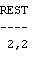 REST
----
2,2